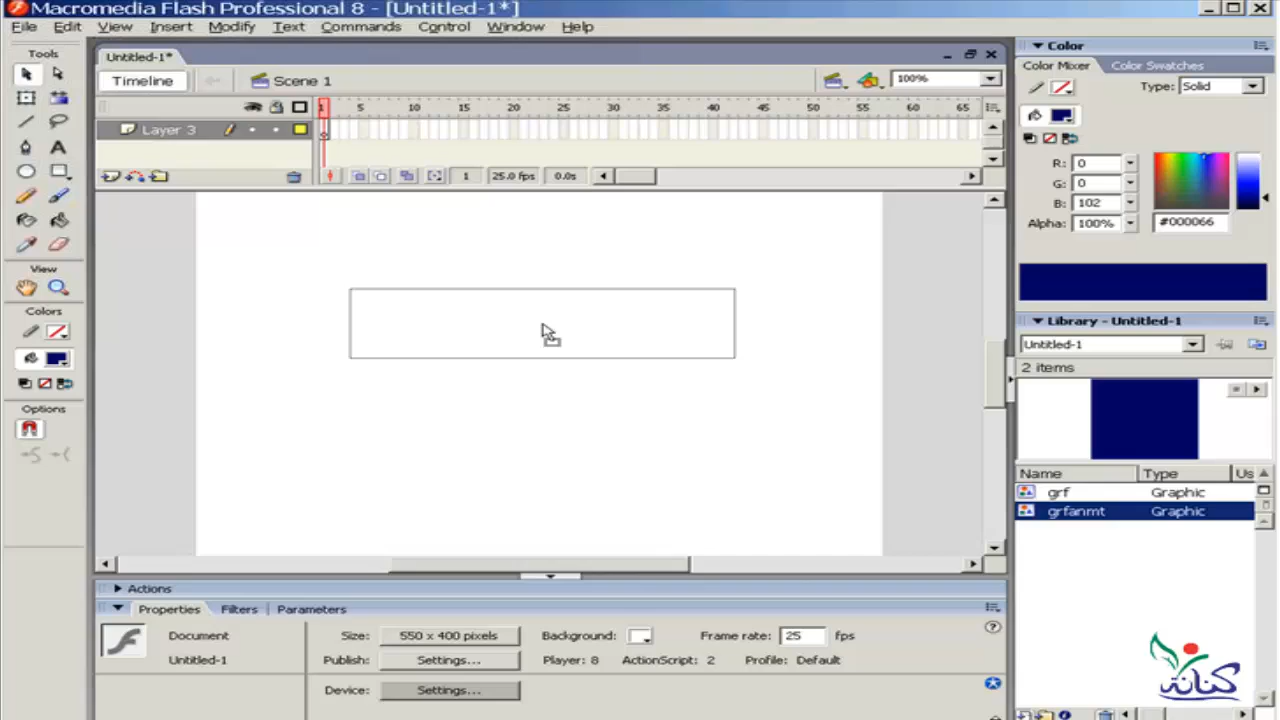 Macromedia Flash Professional 8 - [Untitled-1*]
File Edit View Insert Modify Text Commands Control Window Help
Tools
Untitled-1*
Timeline
Scene 1
100%
5 10 15 20 25 30 35 40 45 50 55 60 65
Layer 3
1 25.0 fps 0.0s
View
Colors
Options
Color
Color Mixer Color Swatches
Type: Solid
R: 0
G: 0
B: 102
Alpha: 100% #000066
Library - Untitled-1
Untitled-1
2 items
Name Type Us
grf Graphic
grfanmt Graphic
Actions
Properties Filters Parameters
Document Size: 550 x 400 pixels Background: Frame rate: 25 fps
Untitled-1 Publish: Settings... Player: 8 ActionScript: 2 Profile: Default
Device: Settings...
كنانة